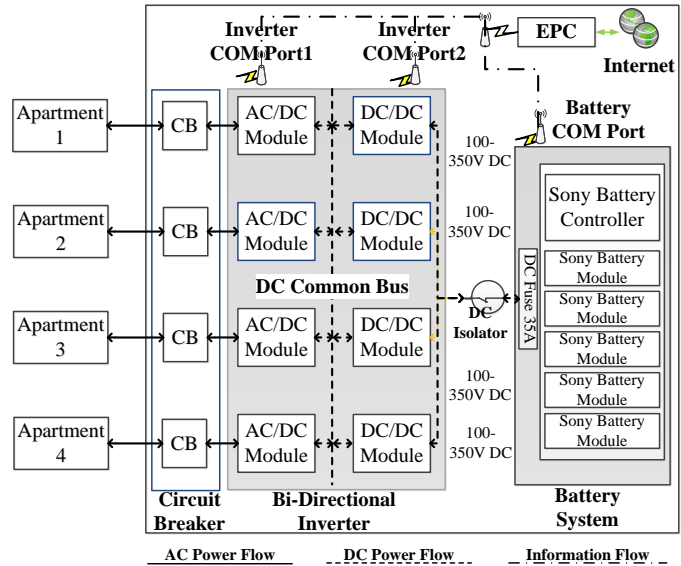 Inverter
COM Port1
Inverter
COM Port2
EPC
Internet
Battery
COM Port
Apartment
1
CB
AC/DC
Module
DC/DC
Module
100-
350V DC
Apartment
2
CB
AC/DC
Module
DC/DC
Module
100-
350V DC
Sony Battery
Controller
DC Common Bus
DC
Isolator
DC Fuse 35A
Sony Battery
Module
Sony Battery
Module
Sony Battery
Module
Sony Battery
Module
Sony Battery
Module
Apartment
3
CB
AC/DC
Module
DC/DC
Module
100-
350V DC
Apartment
4
CB
AC/DC
Module
DC/DC
Module
100-
350V DC
Circuit
Breaker
Bi-Directional
Inverter
Battery
System
AC Power Flow
DC Power Flow
Information Flow